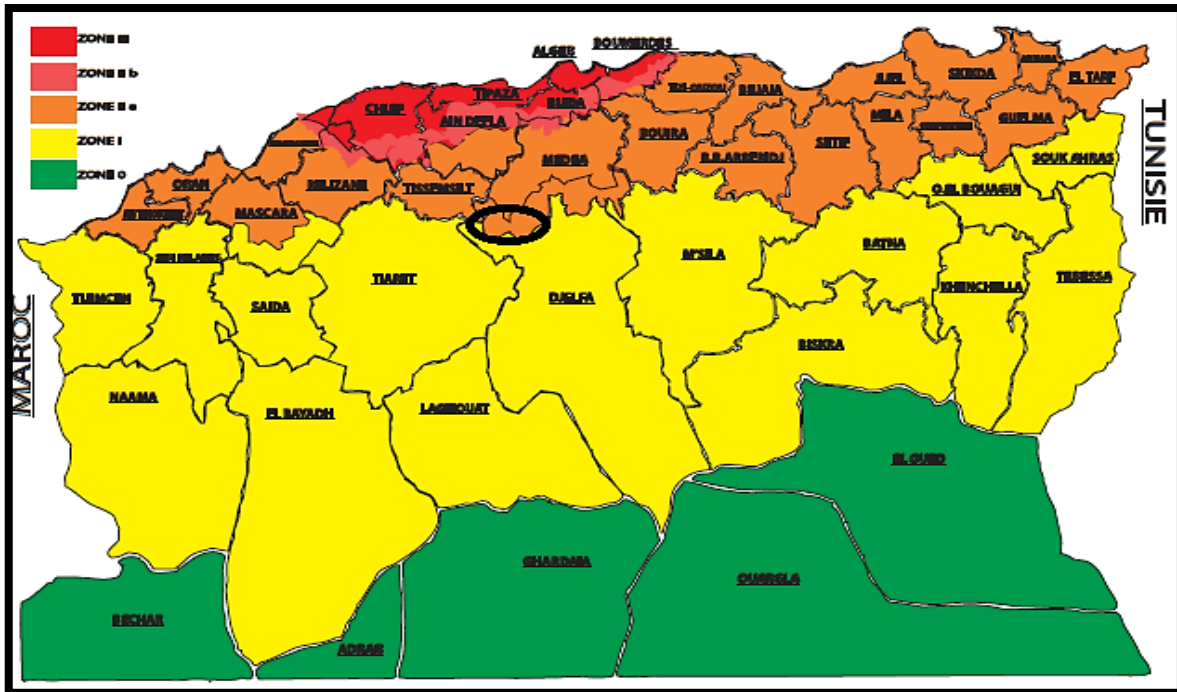 ZONE III
ZONE II b
ZONE II a
ZONE I
ZONE 0
ALGER
BOUMERDES
TIPAZA
CHLEF
BLIDA
AIN DEFLA
TIZI-OUZOU
BEJAIA
JIJEL
SKIKDA
EL TARF
MILA
GUELMA
SETIF
BOUIRA
B.B.ARRERIDJ
MEDEA
ORAN
RELIZANE
TISSEMSILT
MASCARA
SOUK AHRAS
O.EL BOUAGUI
TUNISIE
MAROC
TLEMCEN
SAIDA
TIARET
DJELFA
M'SILA
BATNA
KHENCHELLA
TEBESSA
BISKRA
NAAMA
EL BAYADH
LAGHOUAT
EL OUED
GHARDAIA
OUARGLA
BECHAR
ADRAR